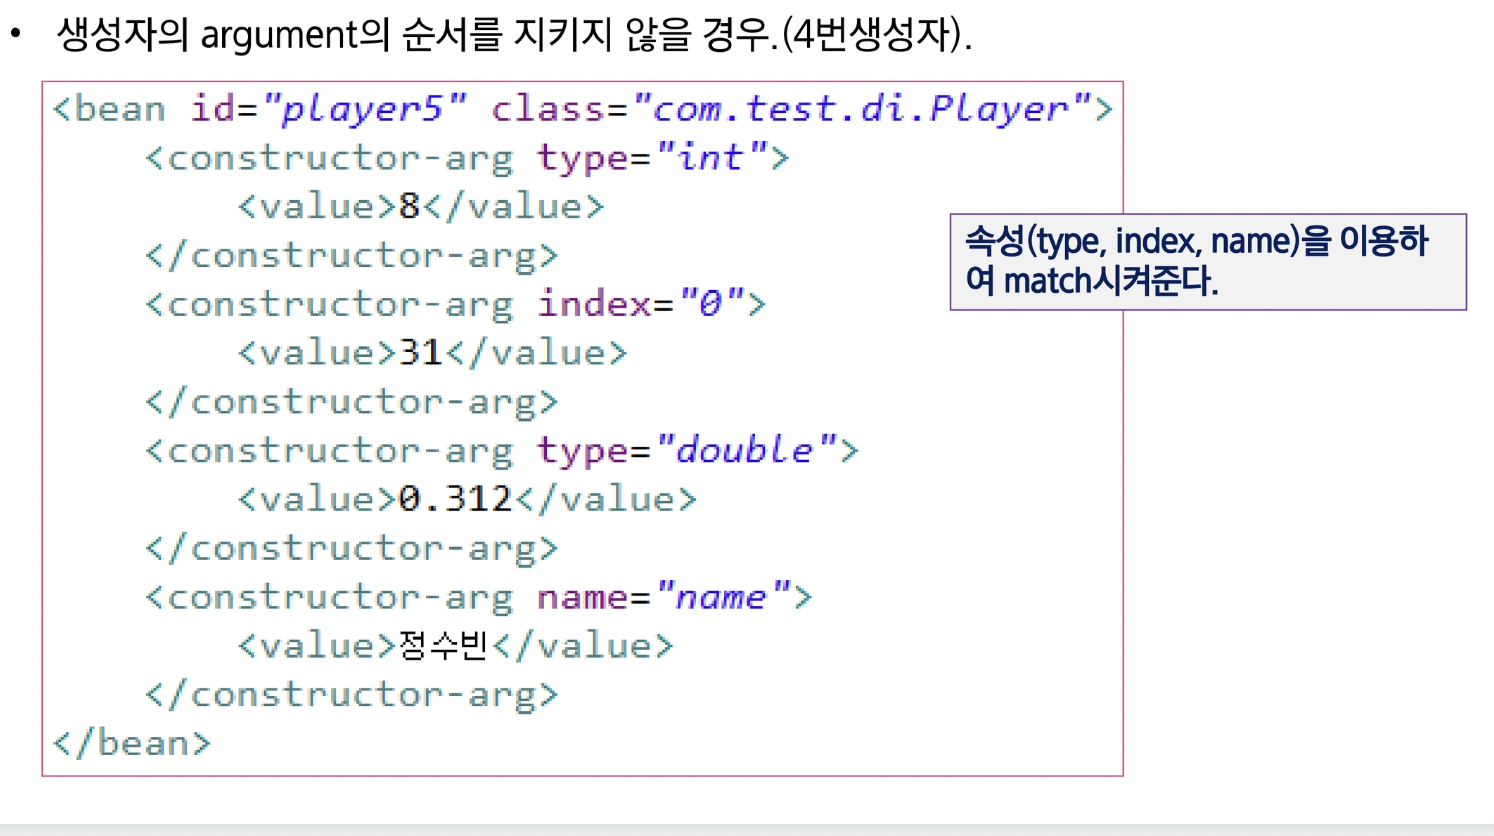 • 생성자의 argument의 순서를 지키지 않을 경우.(4번생성자).
<bean id="player5" class="com.test.di.Player">
<constructor-arg type="int">
<value>8</value>
</constructor-arg>
<constructor-arg index="0">
<value>31</value>
</constructor-arg>
<constructor-arg type="double">
<value>0.312</value>
</constructor-arg>
<constructor-arg name="name">
<value>정수빈</value>
</constructor-arg>
</bean>
속성(type, index, name)을 이용하
여 match시켜준다.